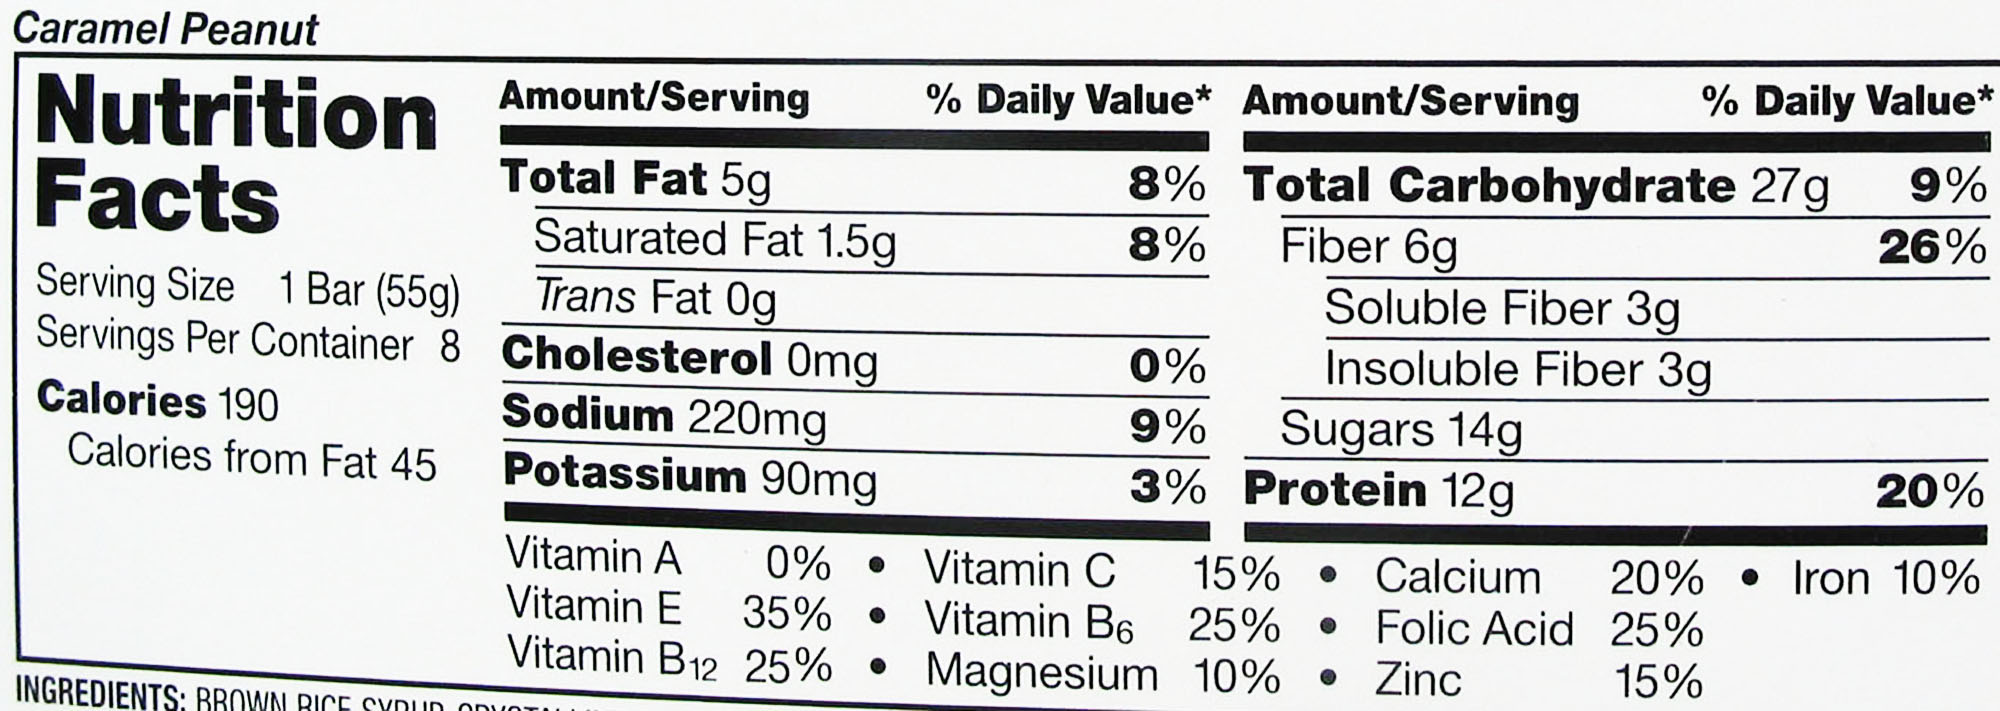 Caramel Peanut
Nutrition
Facts
Serving Size 1 Bar (55g)
Servings Per Container 8
Calories 190
Calories from Fat 45
Amount/Serving % Daily Value*
Total Fat 5g 8%
Saturated Fat 1.5g 8%
Trans Fat 0g
Cholesterol 0mg 0%
Sodium 220mg 9%
Potassium 90mg 3%
Amount/Serving % Daily Value*
Total Carbohydrate 27g 9%
Fiber 6g 26%
Soluble Fiber 3g
Insoluble Fiber 3g
Sugars 14g
Protein 12g 20%
Vitamin A 0% • Vitamin C 15% • Calcium 20% • Iron 10%
Vitamin E 35% • Vitamin B6 25% • Folic Acid 25%
Vitamin B12 25% • Magnesium 10% • Zinc 15%
INGREDIENTS: BROWN RICE SYRUP,